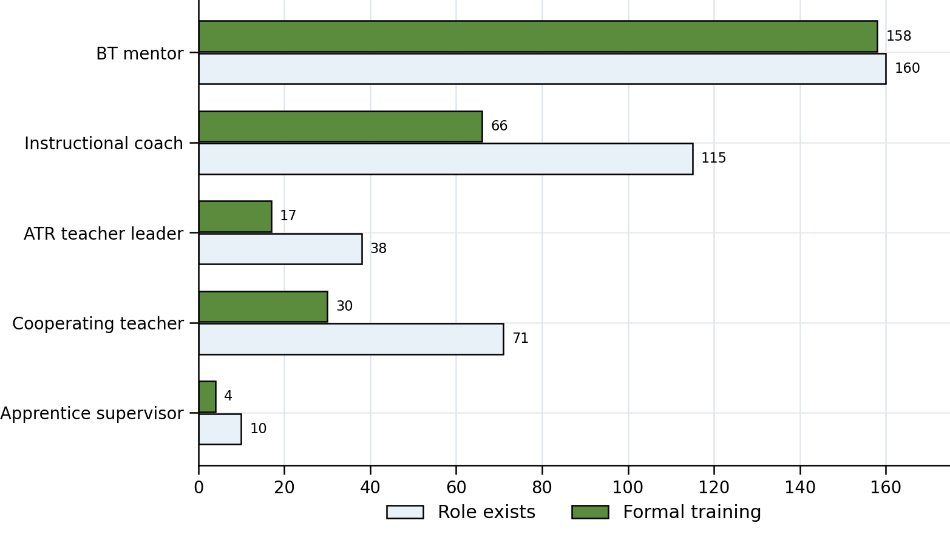 BT mentor
158
160
Instructional coach
66
115
ATR teacher leader
17
38
Cooperating teacher
30
71
Apprentice supervisor
4
10
0 20 40 60 80 100 120 140 160
Role exists Formal training